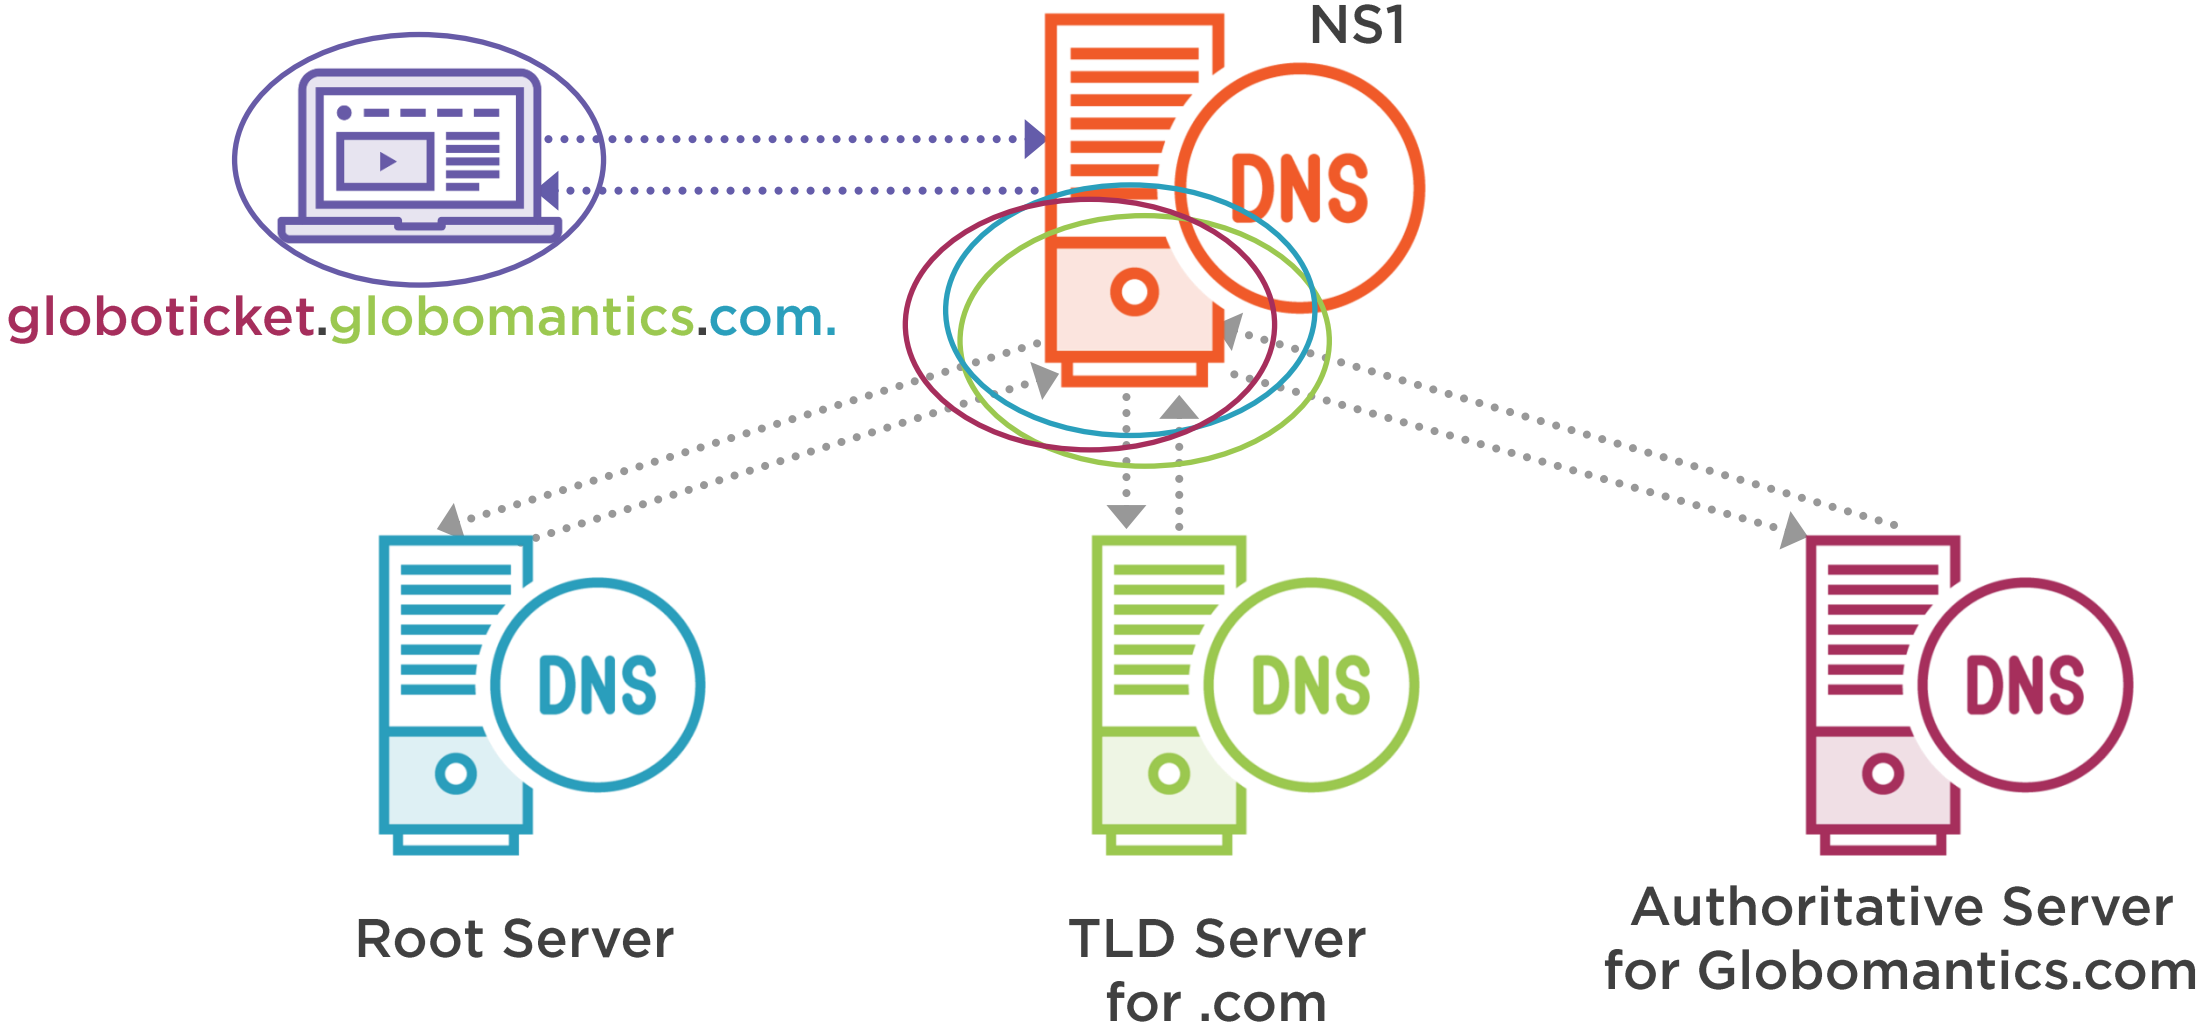 NS1
DNS
globoticket.globomantics.com.
DNS
DNS
DNS
Root Server
TLD Server
for .com
Authoritative Server
for Globomantics.com